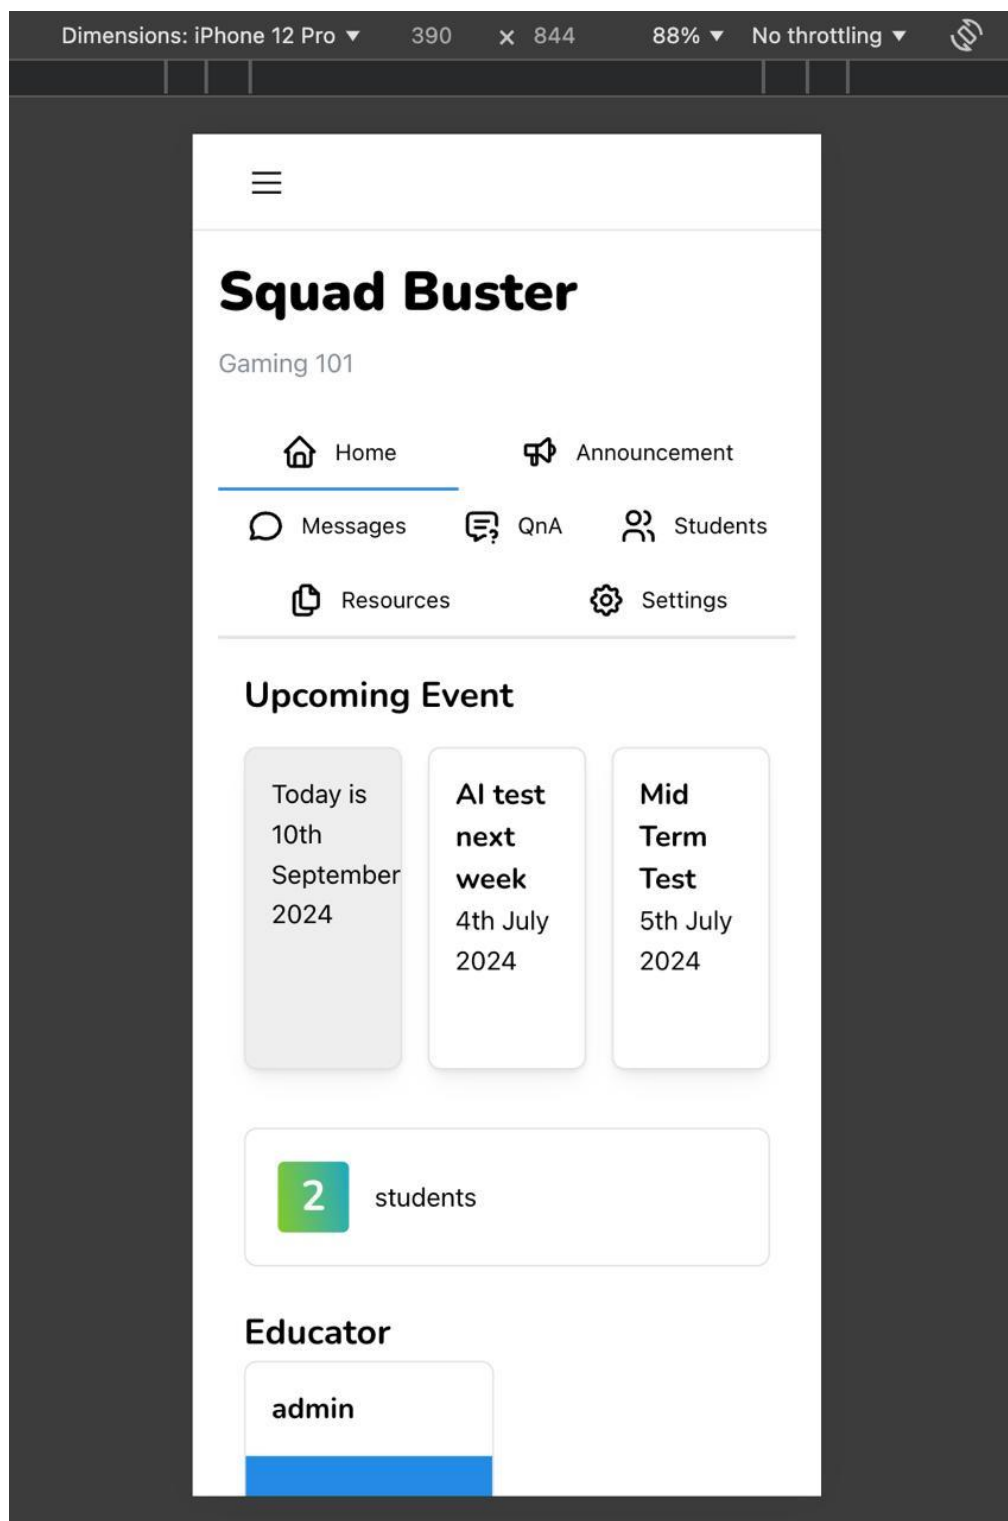 Dimensions: iPhone 12 Pro ▼ 390 × 844 88% ▼ No throttling ▼
Squad Buster
Gaming 101
Home Announcement
Messages QnA Students
Resources Settings
Upcoming Event
Today is
10th
September
2024
AI test
next
week
4th July
2024
Mid
Term
Test
5th July
2024
2 students
Educator
admin